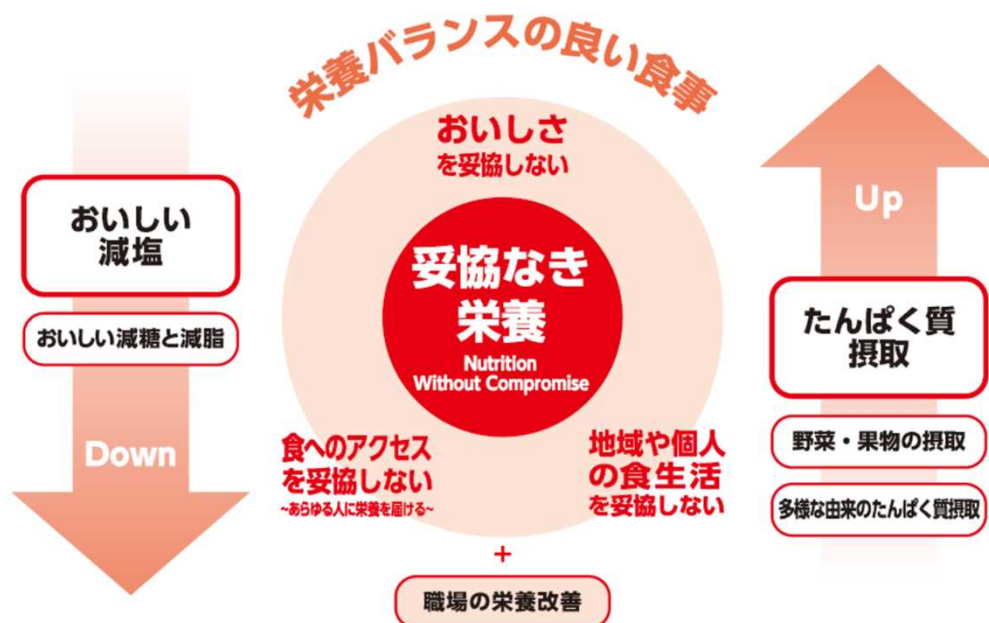 栄養バランスの良い食事
おいしさ
を妥協しない
妥協なき
栄養
Nutrition
Without Compromise
食へのアクセス
を妥協しない
~あらゆる人に栄養を届ける~
地域や個人
の食生活
を妥協しない
+
職場の栄養改善
おいしい
減塩
おいしい減糖と減脂
Down
Up
たんぱく質
摂取
野菜・果物の摂取
多様な由来のたんぱく質摂取